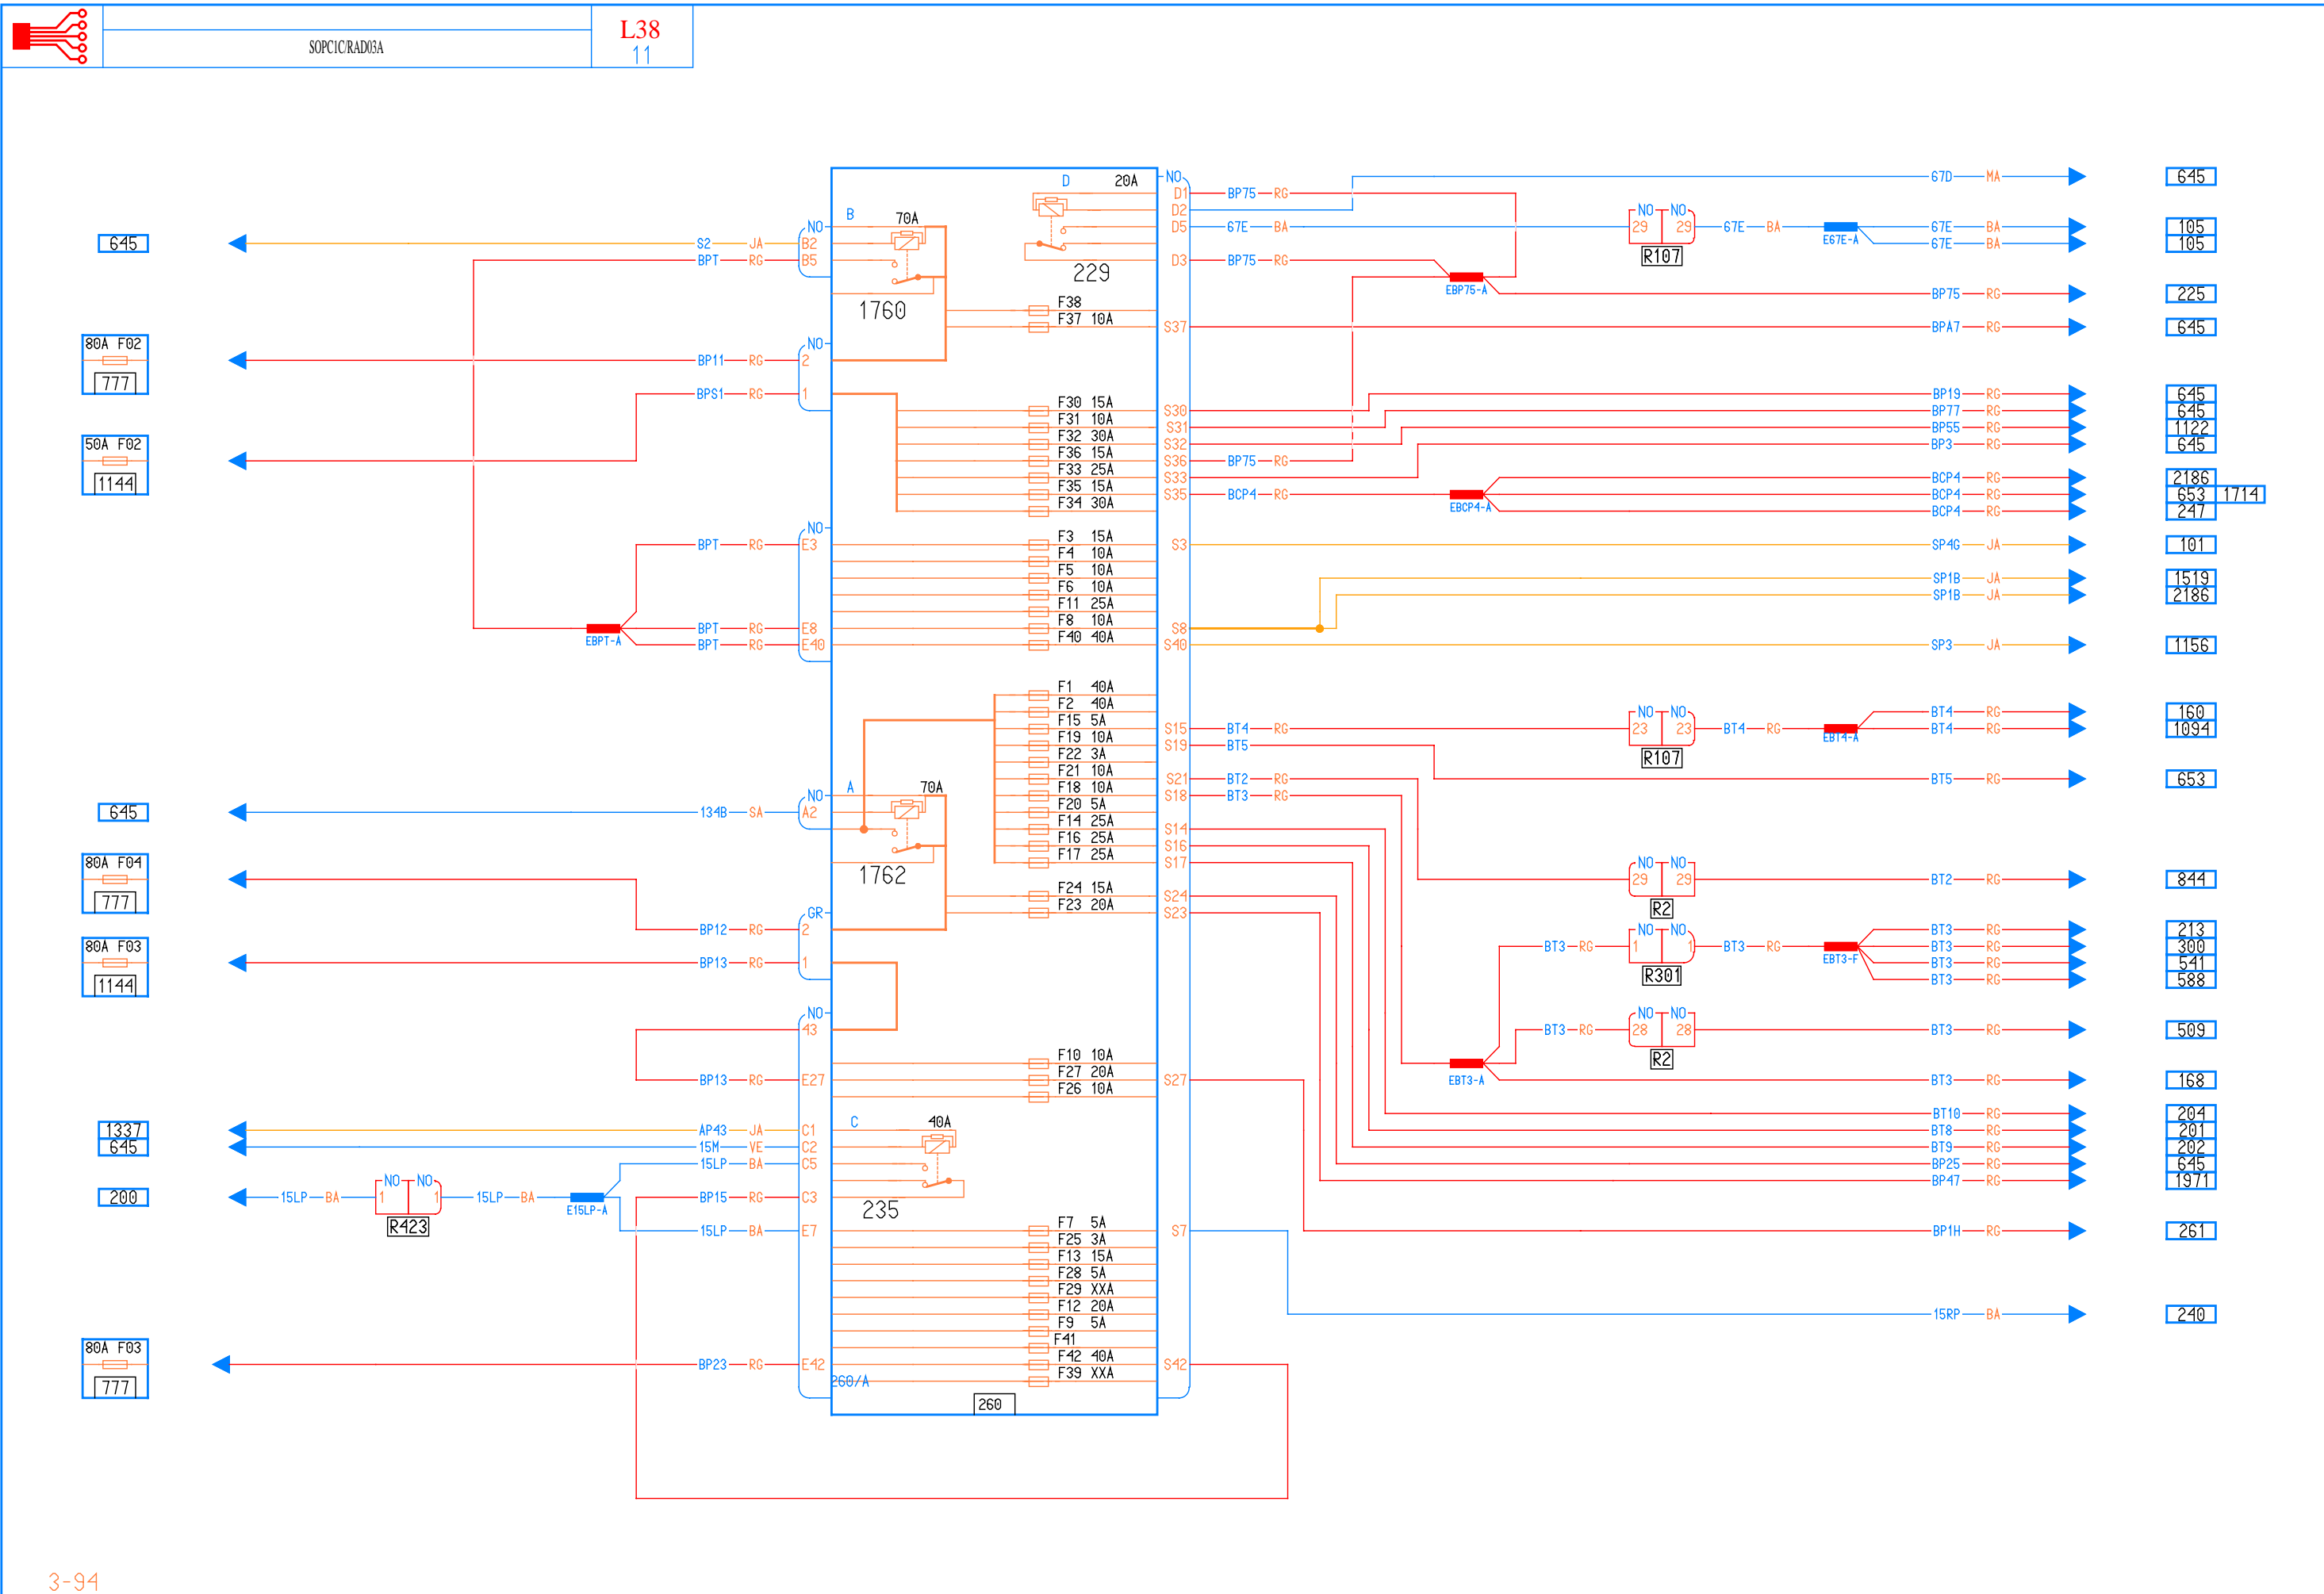 L38
SOPC1C/RAD03A
11
D 20A NO
67D MA 645
D1 BP75 RG
B 70A
D2
NO NO NO
D5 67E BA 29 29 67E BA 67E BA 105
645 S2 JA B2
E67E-A 67E BA 105
R107
BPT RG B5
D3 BP75 RG
229
EBP75-A BP75 RG 225
1760
F38
F37 10A S37 BPA7 RG 645
80A F02
777
NO
BP11 RG 2
BPS1 RG 1
BP19 RG 645
F30 15A S30
BP77 RG 645
F31 10A S31
BP55 RG 1122
F32 30A S32
BP3 RG 645
50A F02
1144
F36 15A S36 BP75 RG
F33 25A S33
BCP4 RG 2186
F35 15A S35 BCP4 RG EBCP4-A BCP4 RG 653 1714
F34 30A
BCP4 RG 247
NO
BPT RG E3 F3 15A S3 SP4G JA 101
F4 10A
F5 10A
SP1B JA 1519
F6 10A
SP1B JA 2186
F11 25A
EBPT-A BPT RG E8 F8 10A S8
BPT RG E40 F40 40A S40 SP3 JA 1156
F1 40A
F2 40A
NO NO
BT4 RG 160
F15 5A S15 BT4 RG 23 23 BT4 RG EBT4-A BT4 RG 1094
R107
F19 10A S19 BT5
F22 3A
F21 10A S21 BT2 RG
BT5 RG 653
A 70A
NO
F18 10A S18 BT3 RG
645 134B SA A2
F20 5A
F14 25A S14
F16 25A S16
F17 25A S17
1762
80A F04
777
NO NO
29 29 BT2 RG 844
R2
F24 15A S24
F23 20A S23
GR
BP12 RG 2
80A F03
1144
BP13 RG 1
NO NO
BT3 RG 1 1 BT3 RG EBT3-F
R301
BT3 RG 213
BT3 RG 300
BT3 RG 541
BT3 RG 588
NO
43
NO NO
BT3 RG 28 28 BT3 RG 509
R2
F10 10A
BP13 RG E27 F27 20A S27
EBT3-A BT3 RG 168
F26 10A
BT10 RG 204
C 40A
1337 AP43 JA C1
BT8 RG 201
645 15M VE C2
BT9 RG 202
15LP BA C5
BP25 RG 645
BP47 RG 1971
NO NO
200 15LP BA 1 1 15LP BA E15LP-A
R423
BP15 RG C3
235
15LP BA E7 F7 5A S7
BP1H RG 261
F25 3A
F13 15A
F28 5A
F29 XXA
F12 20A
15RP BA 240
F9 5A
F41
80A F03
777
BP23 RG E42 F42 40A S42
260/A F39 XXA
260
3-94